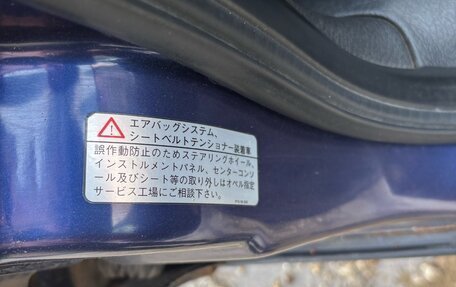 エアバッグシステム、
シートベルトテンショナー装着車
誤作動防止のためステアリングホイール、
インストルメントパネル、センターコンソ
ール及びシート等の取り外しはオペル指定
サービス工場にご相談下さい。